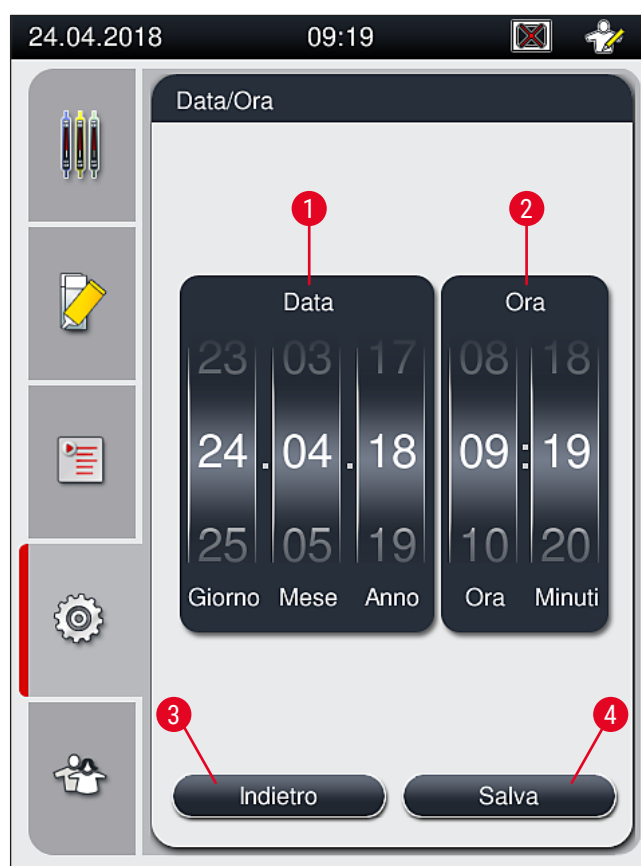 24.04.2018 09:19
Data/Ora
1 2
Data Ora
23 03 17 08 18
24 . 04 . 18 09 : 19
25 05 19 10 20
Giorno Mese Anno Ora Minuti
3 4
Indietro Salva